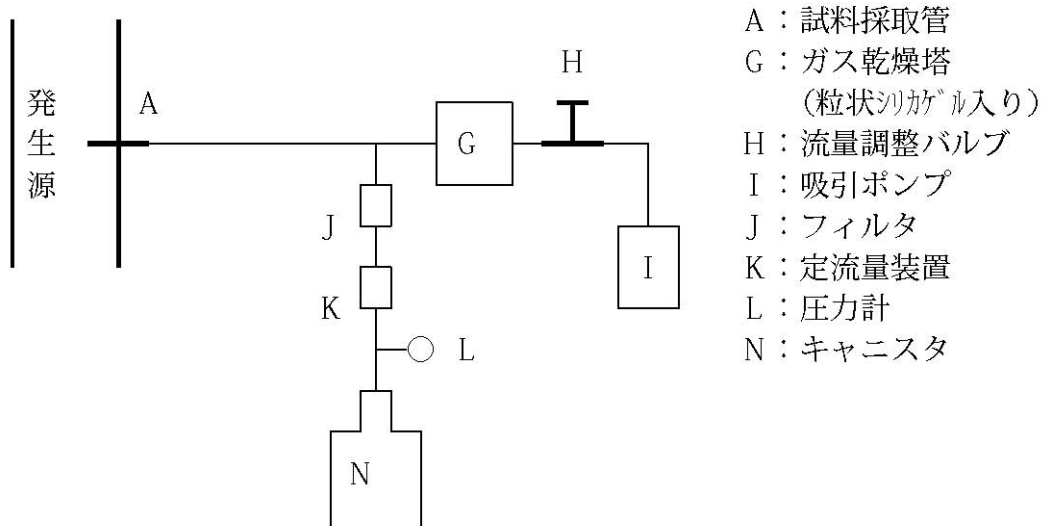 発生源
A
G
H
I
J
K
L
N
A：試料採取管
G：ガス乾燥塔
（粒状ｼﾘｶｹﾞﾙ入り）
H：流量調整バルブ
I：吸引ポンプ
J：フィルタ
K：定流量装置
L：圧力計
N：キャニスタ